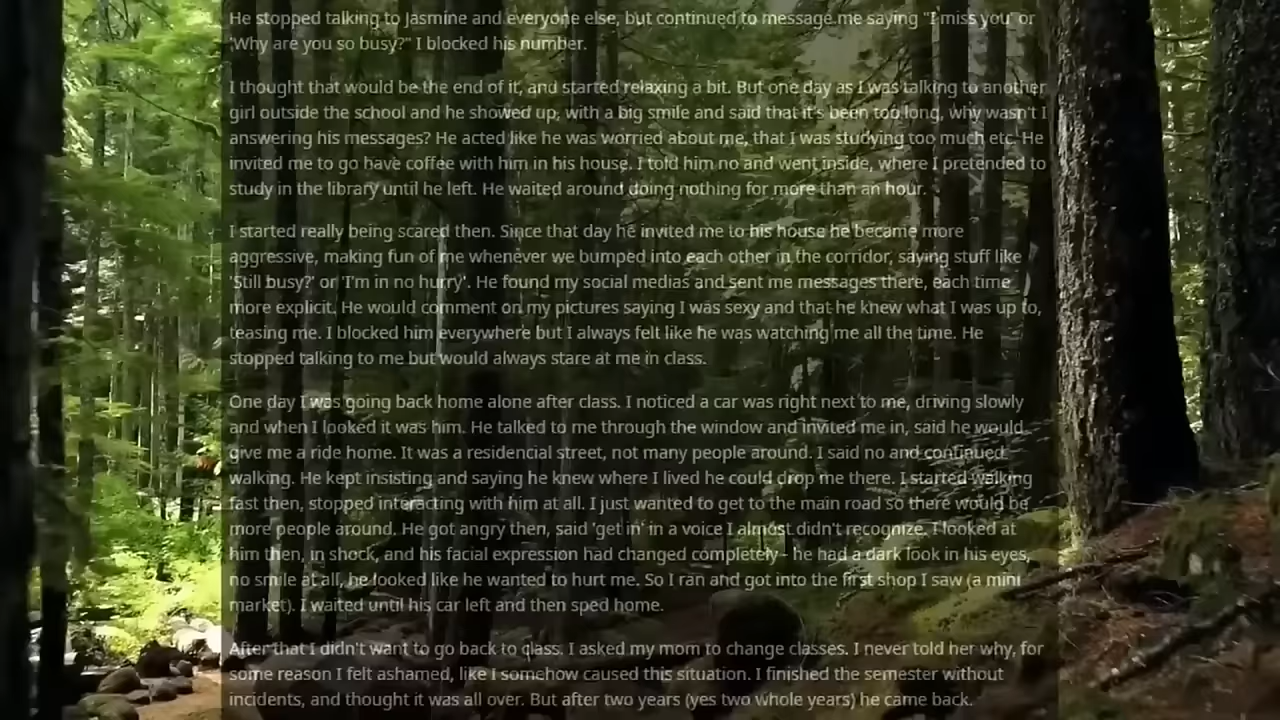 He stopped talking to Jasmine and everyone else, but continued to message me saying "I miss you" or
'Why are you so busy?" I blocked his number.
I thought that would be the end of it, and started relaxing a bit. But one day as I was talking to another
girl outside the school and he showed up, with a big smile and said that it's been too long, why wasn't I
answering his messages? He acted like he was worried about me, that I was studying too much etc. He
invited me to go have coffee with him in his house. I told him no and went inside, where I pretended to
study in the library until he left. He waited around doing nothing for more than an hour.
I started really being scared then. Since that day he invited me to his house he became more
aggressive, making fun of me whenever we bumped into each other in the corridor, saying stuff like
'Still busy?' or 'I'm in no hurry'. He found my social medias and sent me messages there, each time
more explicit. He would comment on my pictures saying I was sexy and that he knew what I was up to,
teasing me. I blocked him everywhere but I always felt like he was watching me all the time. He
stopped talking to me but would always stare at me in class.
One day I was going back home alone after class. I noticed a car was right next to me, driving slowly
and when I looked it was him. He talked to me through the window and invited me in, said he would
give me a ride home. It was a residencial street, not many people around. I said no and continued
walking. He kept insisting and saying he knew where I lived he could drop me there. I started walking
fast then, stopped interacting with him at all. I just wanted to get to the main road so there would be
more people around. He got angry then, said 'get in' in a voice I almost didn't recognize. I looked at
him then, in shock, and his facial expression had changed completely - he had a dark look in his eyes,
no smile at all, he looked like he wanted to hurt me. So I ran and got into the first shop I saw (a mini
market). I waited until his car left and then sped home.
After that I didn't want to go back to class. I asked my mom to change classes. I never told her why, for
some reason I felt ashamed, like I somehow caused this situation. I finished the semester without
incidents, and thought it was all over. But after two years (yes two whole years) he came back.